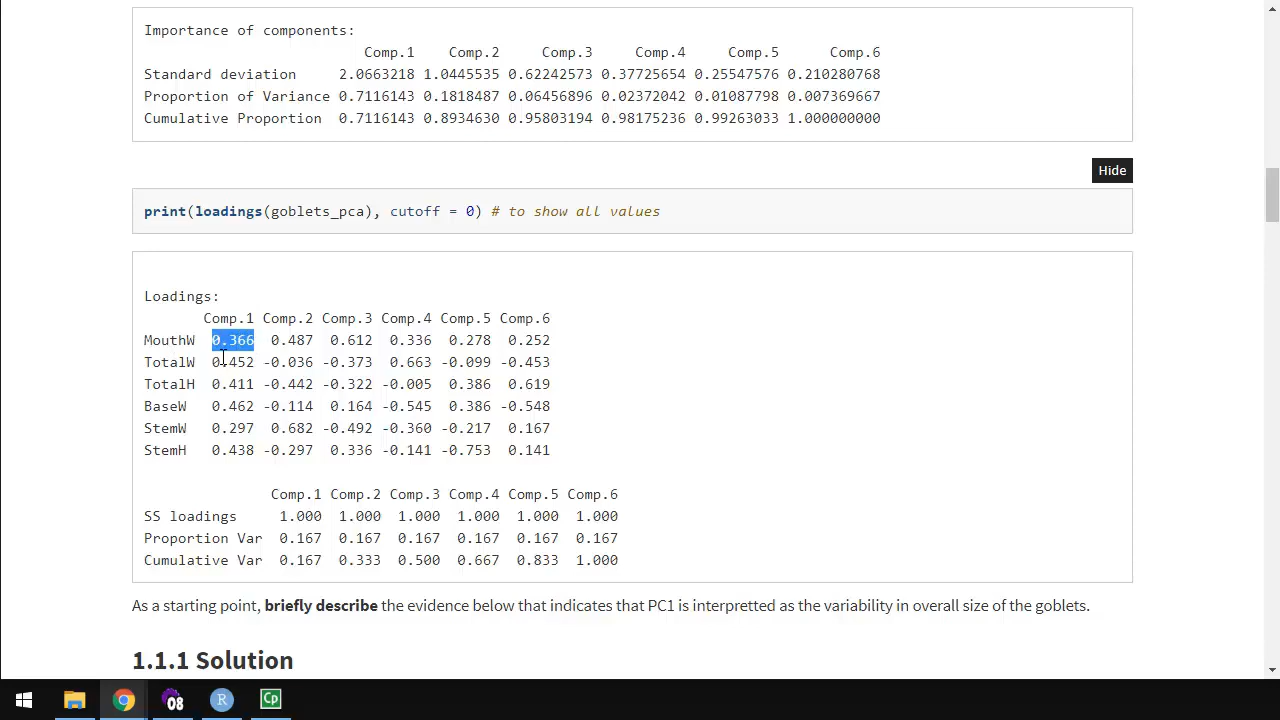 Importance of components:
Comp.1 Comp.2 Comp.3 Comp.4 Comp.5 Comp.6
Standard deviation 2.0663218 1.0445535 0.62242573 0.37725654 0.25547576 0.210280768
Proportion of Variance 0.7116143 0.1818487 0.06456896 0.02372042 0.01087798 0.007369667
Cumulative Proportion 0.7116143 0.8934630 0.95803194 0.98175236 0.99263033 1.000000000
Hide
print(loadings(goblets_pca), cutoff = 0) # to show all values
Loadings:
Comp.1 Comp.2 Comp.3 Comp.4 Comp.5 Comp.6
MouthW 0.366 0.487 0.612 0.336 0.278 0.252
TotalW 0.452 -0.036 -0.373 0.663 -0.099 -0.453
TotalH 0.411 -0.442 -0.322 -0.005 0.386 0.619
BaseW 0.462 -0.114 0.164 -0.545 0.386 -0.548
StemW 0.297 0.682 -0.492 -0.360 -0.217 0.167
StemH 0.438 -0.297 0.336 -0.141 -0.753 0.141
Comp.1 Comp.2 Comp.3 Comp.4 Comp.5 Comp.6
SS loadings 1.000 1.000 1.000 1.000 1.000 1.000
Proportion Var 0.167 0.167 0.167 0.167 0.167 0.167
Cumulative Var 0.167 0.333 0.500 0.667 0.833 1.000
As a starting point, briefly describe the evidence below that indicates that PC1 is interpretted as the variability in overall size of the goblets.
1.1.1 Solution
08
R
Cp